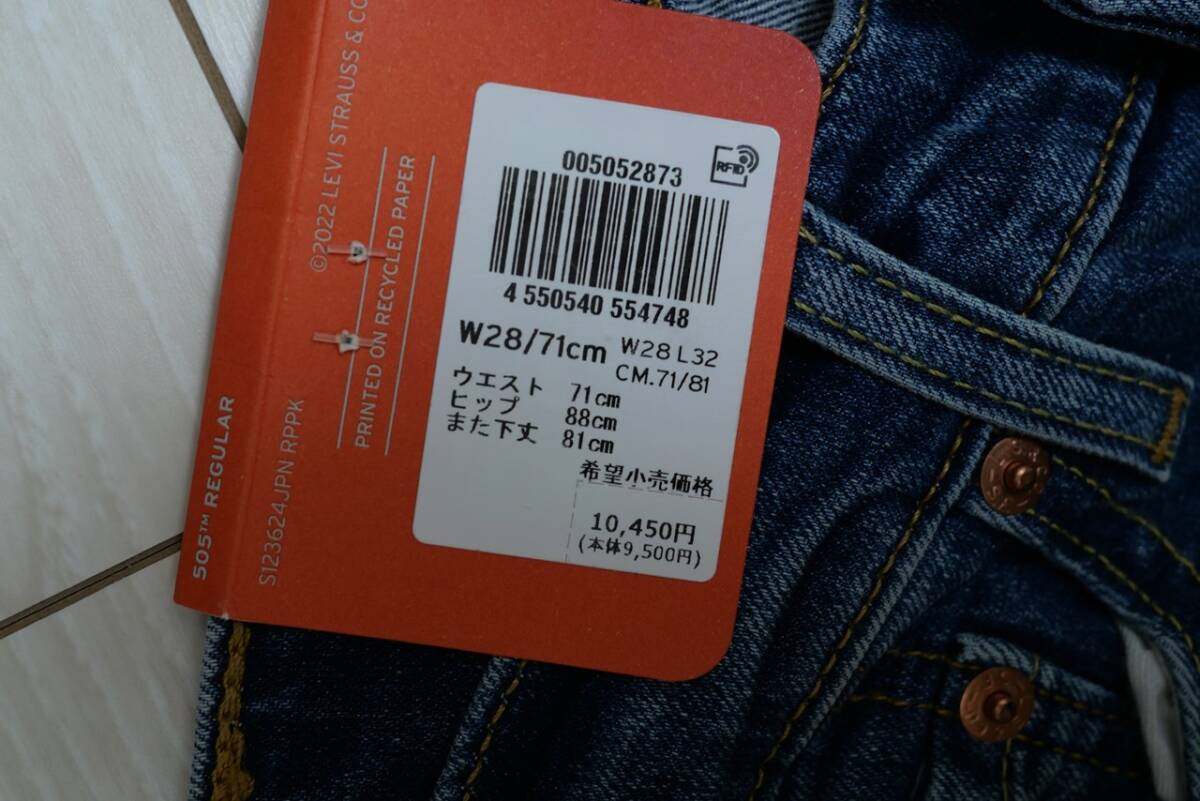 ©2022 LEVI STRAUSS & CO
PRINTED ON RECYCLED PAPER
505™ REGULAR
S123624JPN RPPK
005052873
RFID
4 550540 554748
W28/71cm
W28 L32
CM.71/81
ウエスト 71cm
ヒップ 88cm
また下丈 81cm
希望小売価格
10,450円
(本体9,500円)